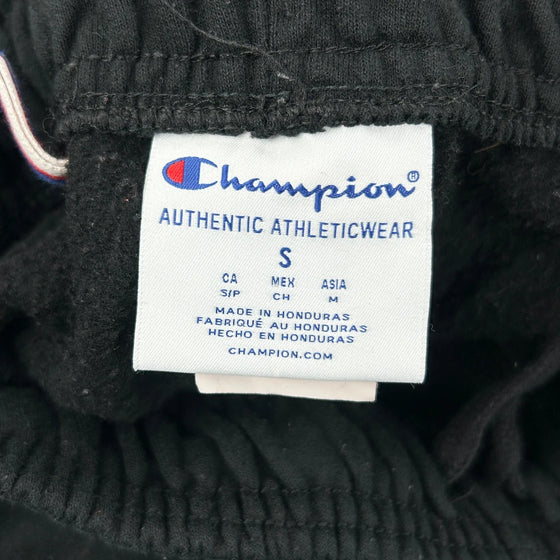 Champion®
AUTHENTIC ATHLETICWEAR
S
CA MEX ASIA
S/P CH M
MADE IN HONDURAS
FABRIQUÉ AU HONDURAS
HECHO EN HONDURAS
CHAMPION.COM